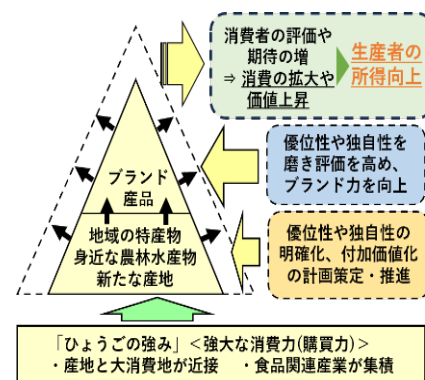 消費者の評価や
期待の増
⇒ 消費の拡大や
価値上昇
生産者の
所得向上
優位性や独自性を
磨き評価を高め、
ブランド力を向上
ブランド
産品
地域の特産物
身近な農林水産物
新たな産地
優位性や独自性の
明確化、付加価値化
の計画策定・推進
「ひょうごの強み」<強大な消費力(購買力)>
・産地と大消費地が近接 ・食品関連産業が集積